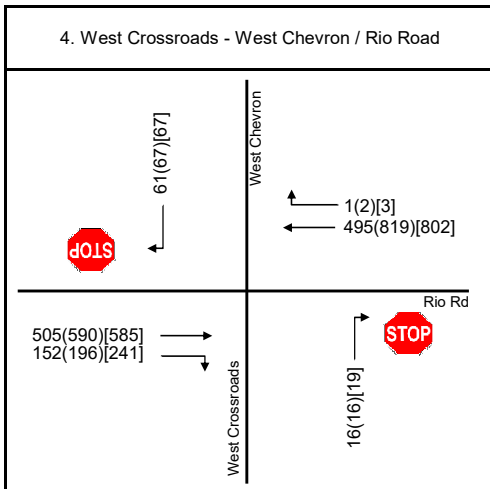 4. West Crossroads - West Chevron / Rio Road
61(67)[67]
West Chevron
1(2)[3]
495(819)[802]
STOP
Rio Rd
505(590)[585]
152(196)[241]
STOP
16(16)[19]
West Crossroads